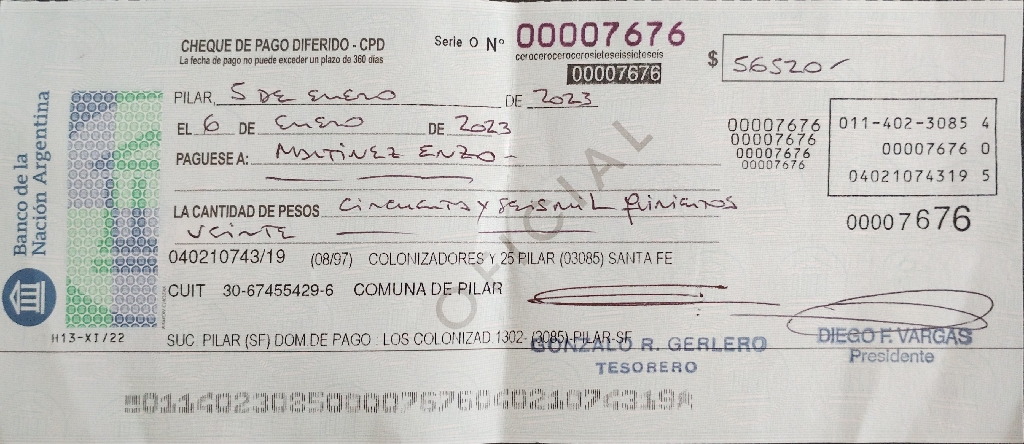 CHEQUE DE PAGO DIFERIDO - CPD
La fecha de pago no puede exceder un plazo de 360 días
Serie O Nº 00007676
cerocerocerocerosieteseissieteseis
00007676
$ 56520
PILAR, 5 DE ENERO DE 2023
EL 6 DE ENERO DE 2023
PAGUESE A: MARTINEZ ENZO
LA CANTIDAD DE PESOS CINCUENTA Y SEIS MIL QUINIENTOS
VEINTE
00007676
00007676
00007676
00007676
011-402-3085 4
00007676 0
04021074319 5
00007676
040210743/19 (08/97) COLONIZADORES Y 25 PILAR (03085) SANTA FE
CUIT 30-67455429-6 COMUNA DE PILAR
SUC. PILAR (SF) DOM DE PAGO : LOS COLONIZAD.1302- (3085)-PILAR-SF
OFICIAL
GONZALO R. GERLERO
TESORERO
DIEGO F. VARGAS
Presidente
Banco de la
Nación Argentina
H13-XI/22